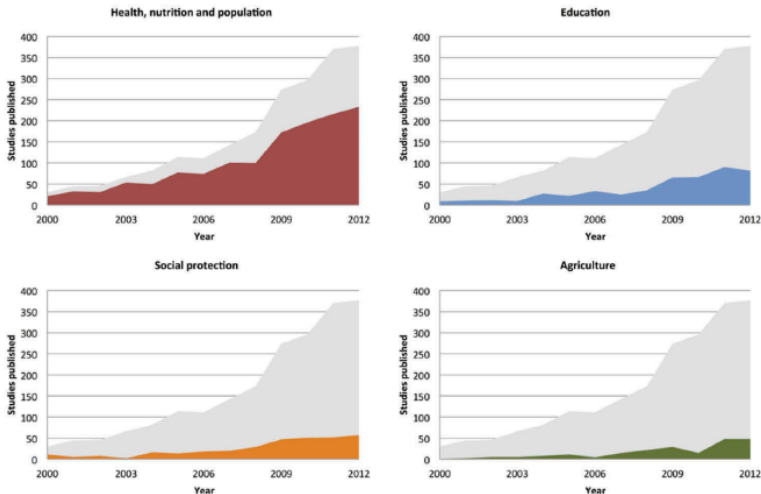 Health, nutrition and population
Studies published
400
350
300
250
200
150
100
50
0
2000 2003 2006 2009 2012
Year
Education
Studies published
400
350
300
250
200
150
100
50
0
2000 2003 2006 2009 2012
Year
Social protection
Studies published
400
350
300
250
200
150
100
50
0
2000 2003 2006 2009 2012
Year
Agriculture
Studies published
400
350
300
250
200
150
100
50
0
2000 2003 2006 2009 2012
Year